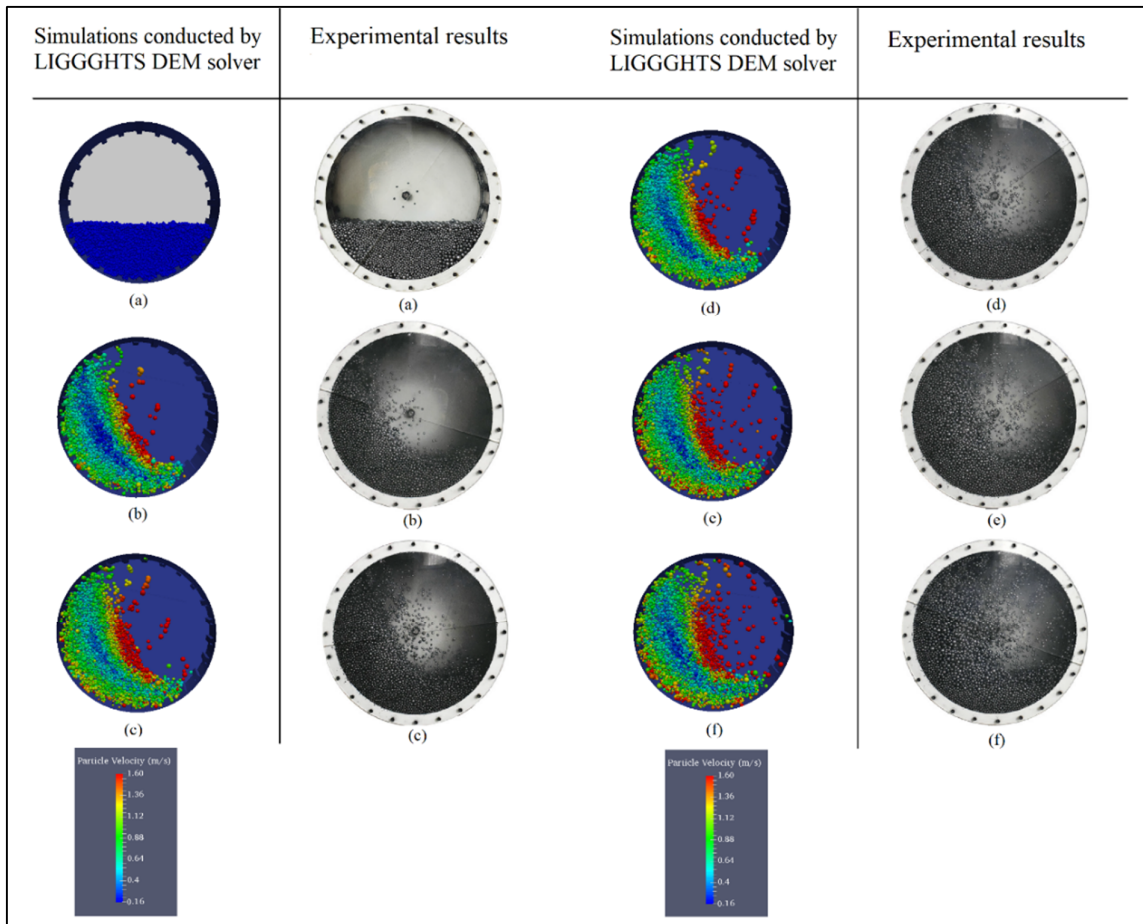 Simulations conducted by
LIGGGHTS DEM solver
Experimental results
Simulations conducted by
LIGGGHTS DEM solver
Experimental results
(a)
(a)
(d)
(d)
(b)
(b)
(e)
(e)
(c)
(c)
(f)
(f)
Particle Velocity (m/s)
1.60
1.36
1.12
0.88
0.64
0.4
0.16
Particle Velocity (m/s)
1.60
1.36
1.12
0.88
0.64
0.4
0.16